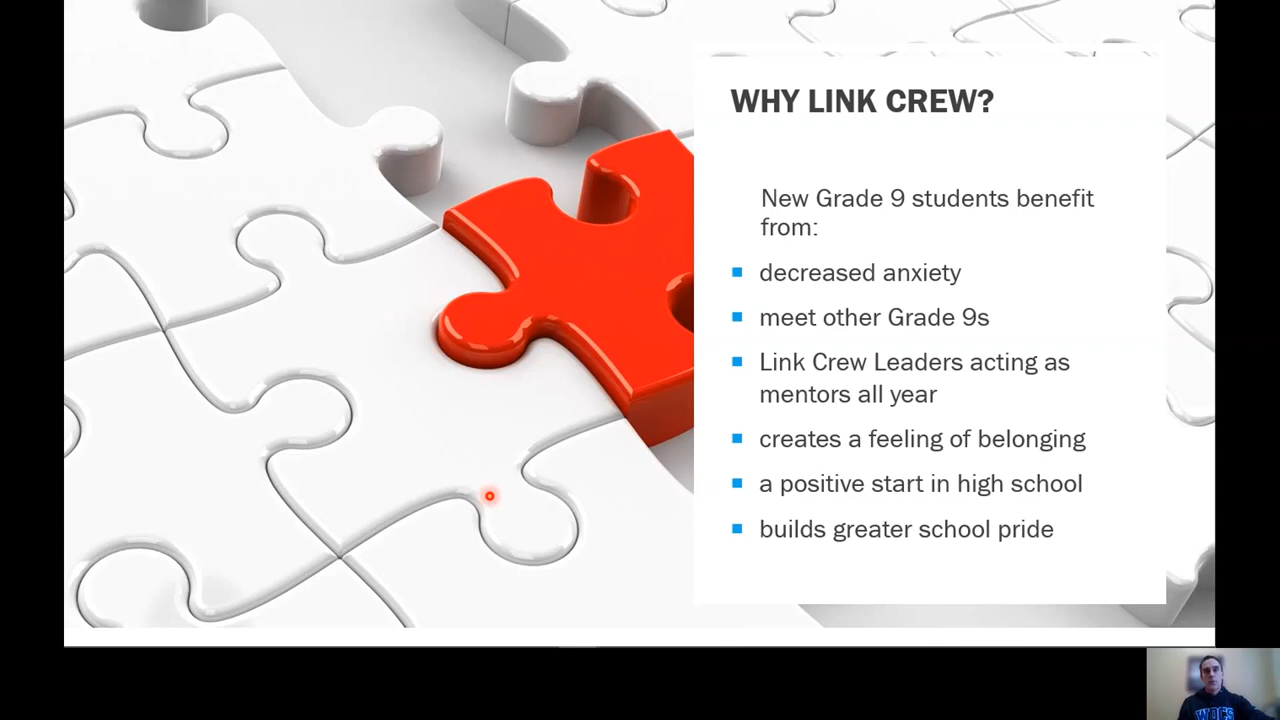 WHY LINK CREW?
New Grade 9 students benefit
from:
decreased anxiety
meet other Grade 9s
Link Crew Leaders acting as
mentors all year
creates a feeling of belonging
a positive start in high school
builds greater school pride